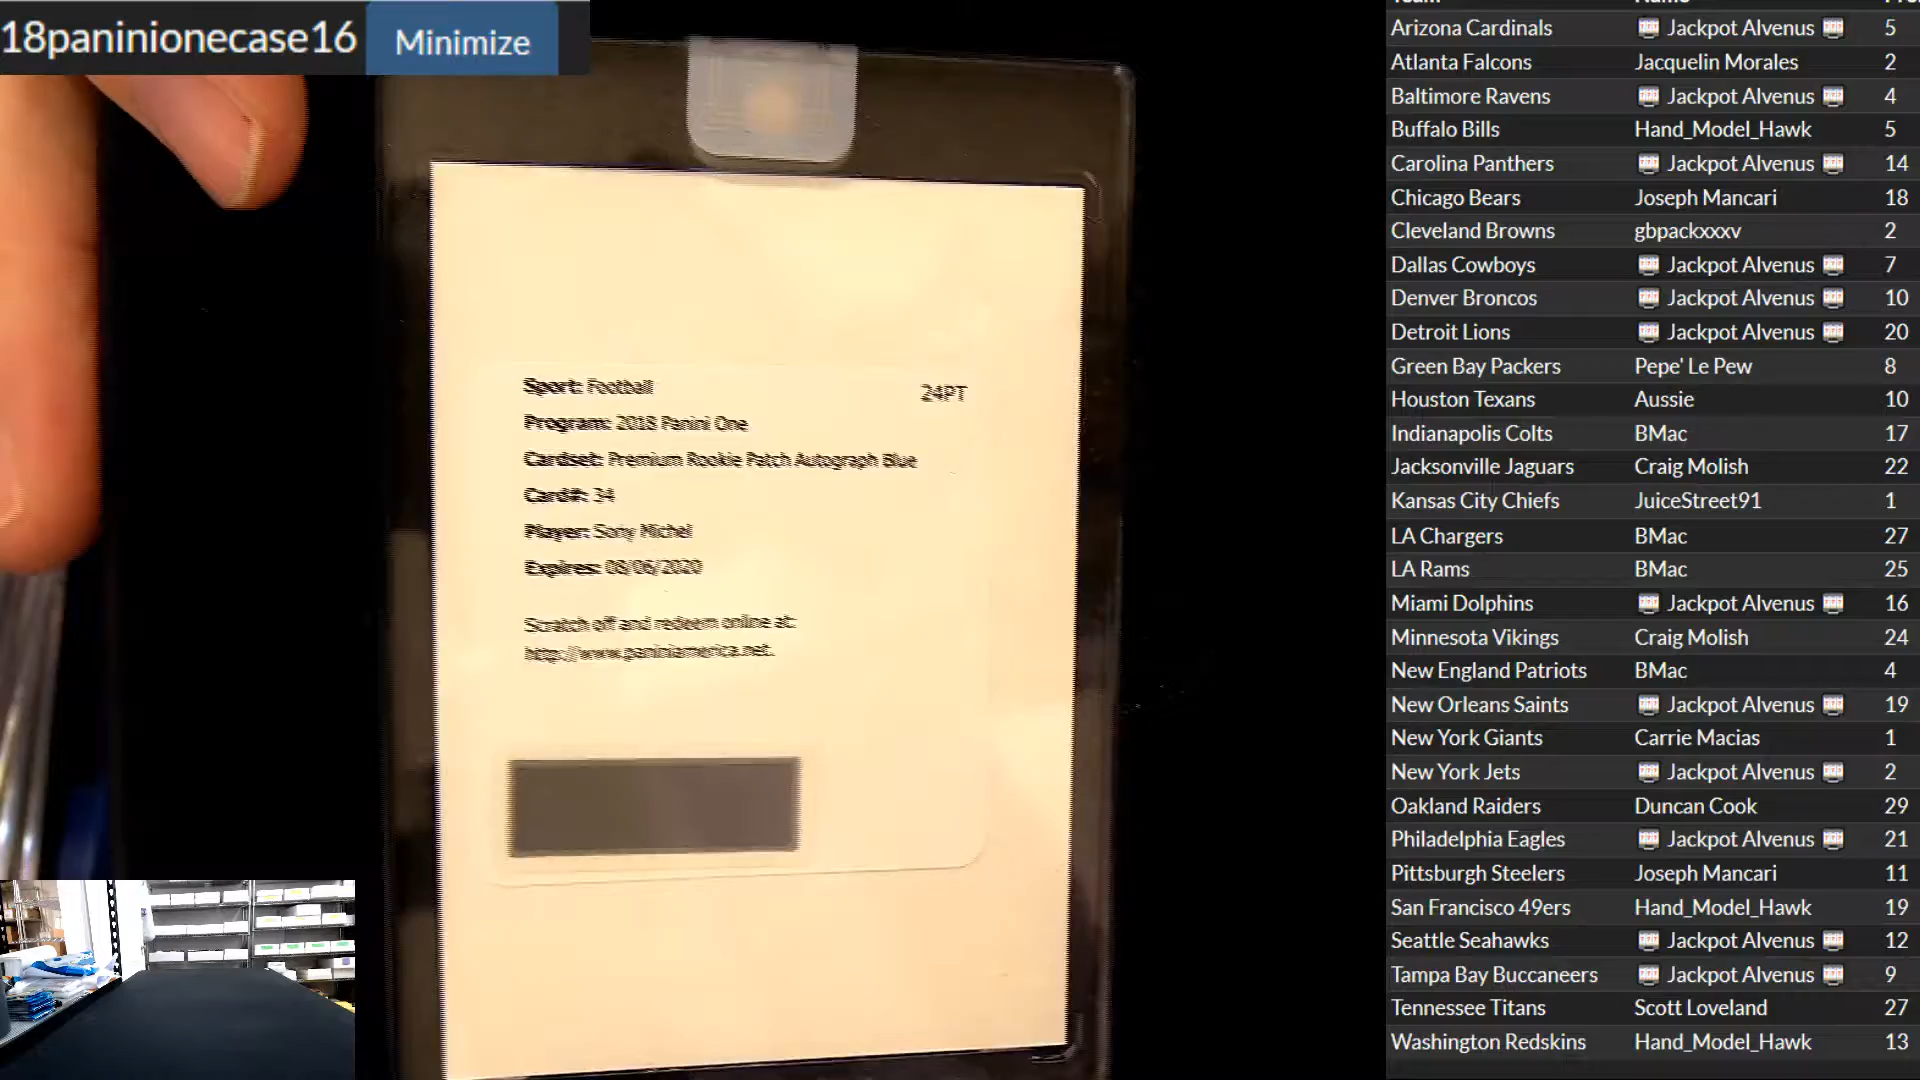 18paninionecase16
Minimize
Sport: Football
24PT
Program: 2018 Panini One
Cardset: Premium Rookie Patch Autograph Blue
Card#: 34
Player: Sony Michel
Expires: 08/06/2020
Scratch off and redeem online at:
http://www.paniniamerica.net.
Arizona Cardinals Jackpot Alvenus 5
Atlanta Falcons Jacquelin Morales 2
Baltimore Ravens Jackpot Alvenus 4
Buffalo Bills Hand_Model_Hawk 5
Carolina Panthers Jackpot Alvenus 14
Chicago Bears Joseph Mancari 18
Cleveland Browns gbpackxxxv 2
Dallas Cowboys Jackpot Alvenus 7
Denver Broncos Jackpot Alvenus 10
Detroit Lions Jackpot Alvenus 20
Green Bay Packers Pepe' Le Pew 8
Houston Texans Aussie 10
Indianapolis Colts BMac 17
Jacksonville Jaguars Craig Molish 22
Kansas City Chiefs JuiceStreet91 1
LA Chargers BMac 27
LA Rams BMac 25
Miami Dolphins Jackpot Alvenus 16
Minnesota Vikings Craig Molish 24
New England Patriots BMac 4
New Orleans Saints Jackpot Alvenus 19
New York Giants Carrie Macias 1
New York Jets Jackpot Alvenus 2
Oakland Raiders Duncan Cook 29
Philadelphia Eagles Jackpot Alvenus 21
Pittsburgh Steelers Joseph Mancari 11
San Francisco 49ers Hand_Model_Hawk 19
Seattle Seahawks Jackpot Alvenus 12
Tampa Bay Buccaneers Jackpot Alvenus 9
Tennessee Titans Scott Loveland 27
Washington Redskins Hand_Model_Hawk 13